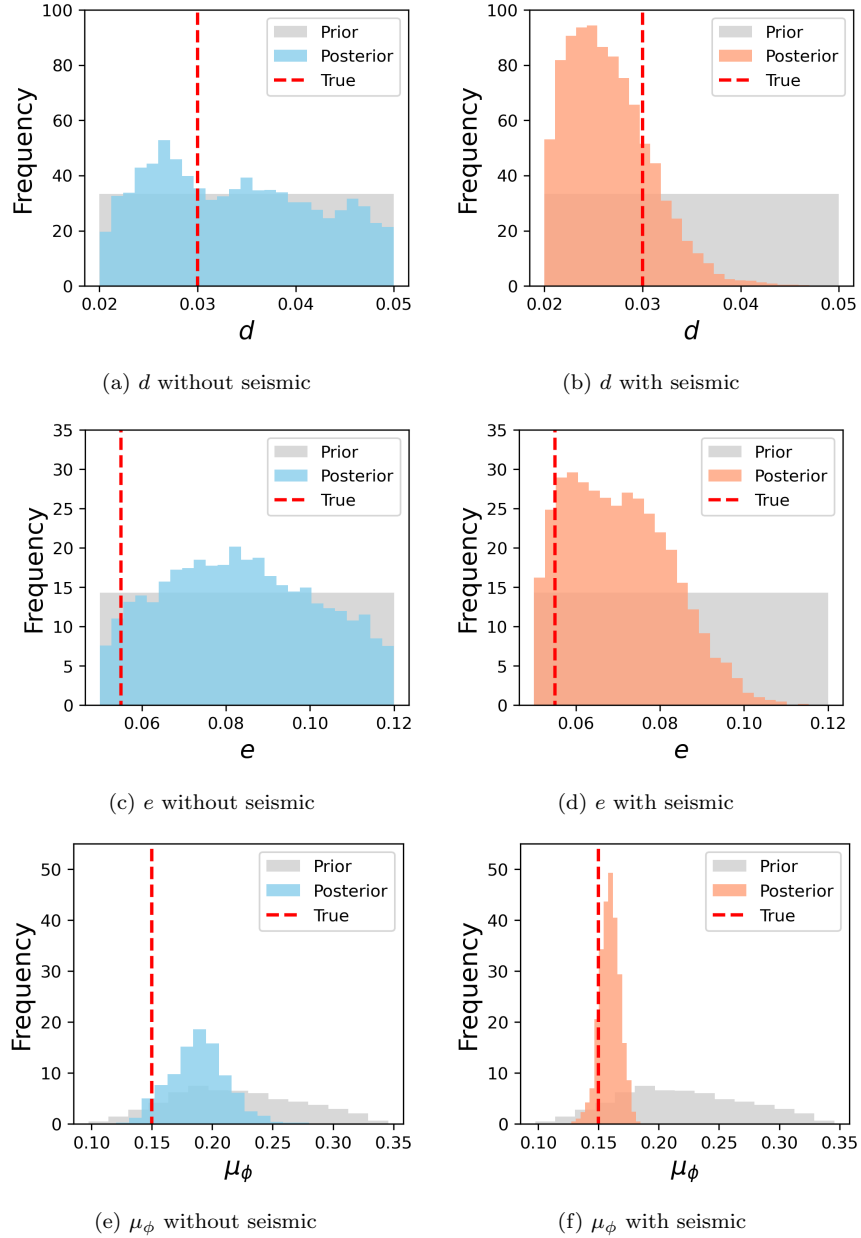 100
80
60
40
20
0
Frequency
Prior
Posterior
True
0.02 0.03 0.04 0.05
d
(a) d without seismic
100
80
60
40
20
0
Frequency
Prior
Posterior
True
0.02 0.03 0.04 0.05
d
(b) d with seismic
35
30
25
20
15
10
5
0
Frequency
Prior
Posterior
True
0.06 0.08 0.10 0.12
e
(c) e without seismic
35
30
25
20
15
10
5
0
Frequency
Prior
Posterior
True
0.06 0.08 0.10 0.12
e
(d) e with seismic
50
40
30
20
10
0
Frequency
Prior
Posterior
True
0.10 0.15 0.20 0.25 0.30 0.35
μϕ
(e) μϕ without seismic
50
40
30
20
10
0
Frequency
Prior
Posterior
True
0.10 0.15 0.20 0.25 0.30 0.35
μϕ
(f) μϕ with seismic